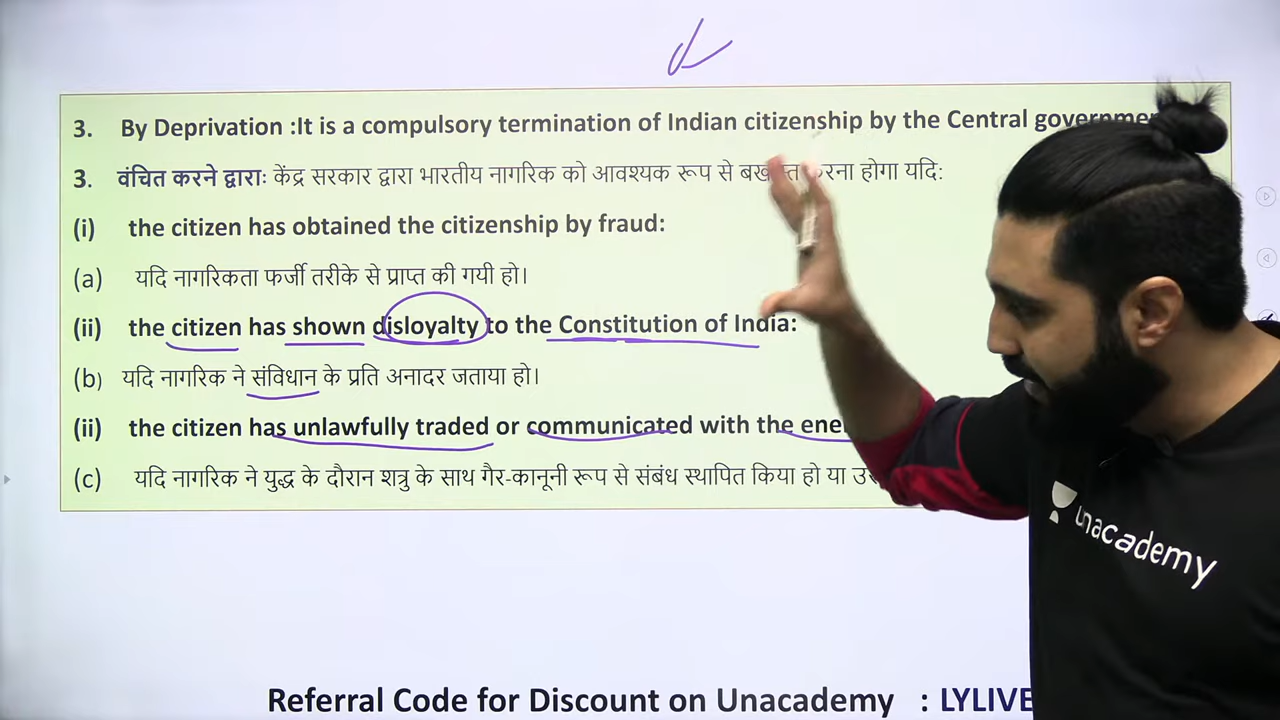 3. By Deprivation :It is a compulsory termination of Indian citizenship by the Central
3. वंचित करने द्वाराः केंद्र सरकार द्वारा भारतीय नागरिक को आवश्यक रूप से करना होगा यदि:
(i) the citizen has obtained the citizenship by fraud:
(a) यदि नागरिकता फर्जी तरीके से प्राप्त की गयी हो।
(ii) the citizen has shown disloyalty to the Constitution of India:
(b) यदि नागरिक ने संविधान के प्रति अनादर जताया हो।
(ii) the citizen has unlawfully traded or communicated with the
(c) यदि नागरिक ने युद्ध के दौरान शत्रु के साथ गैर-कानूनी रूप से संबंध स्थापित किया हो या
unacademy
Referral Code for Discount on Unacademy : LYLIVE